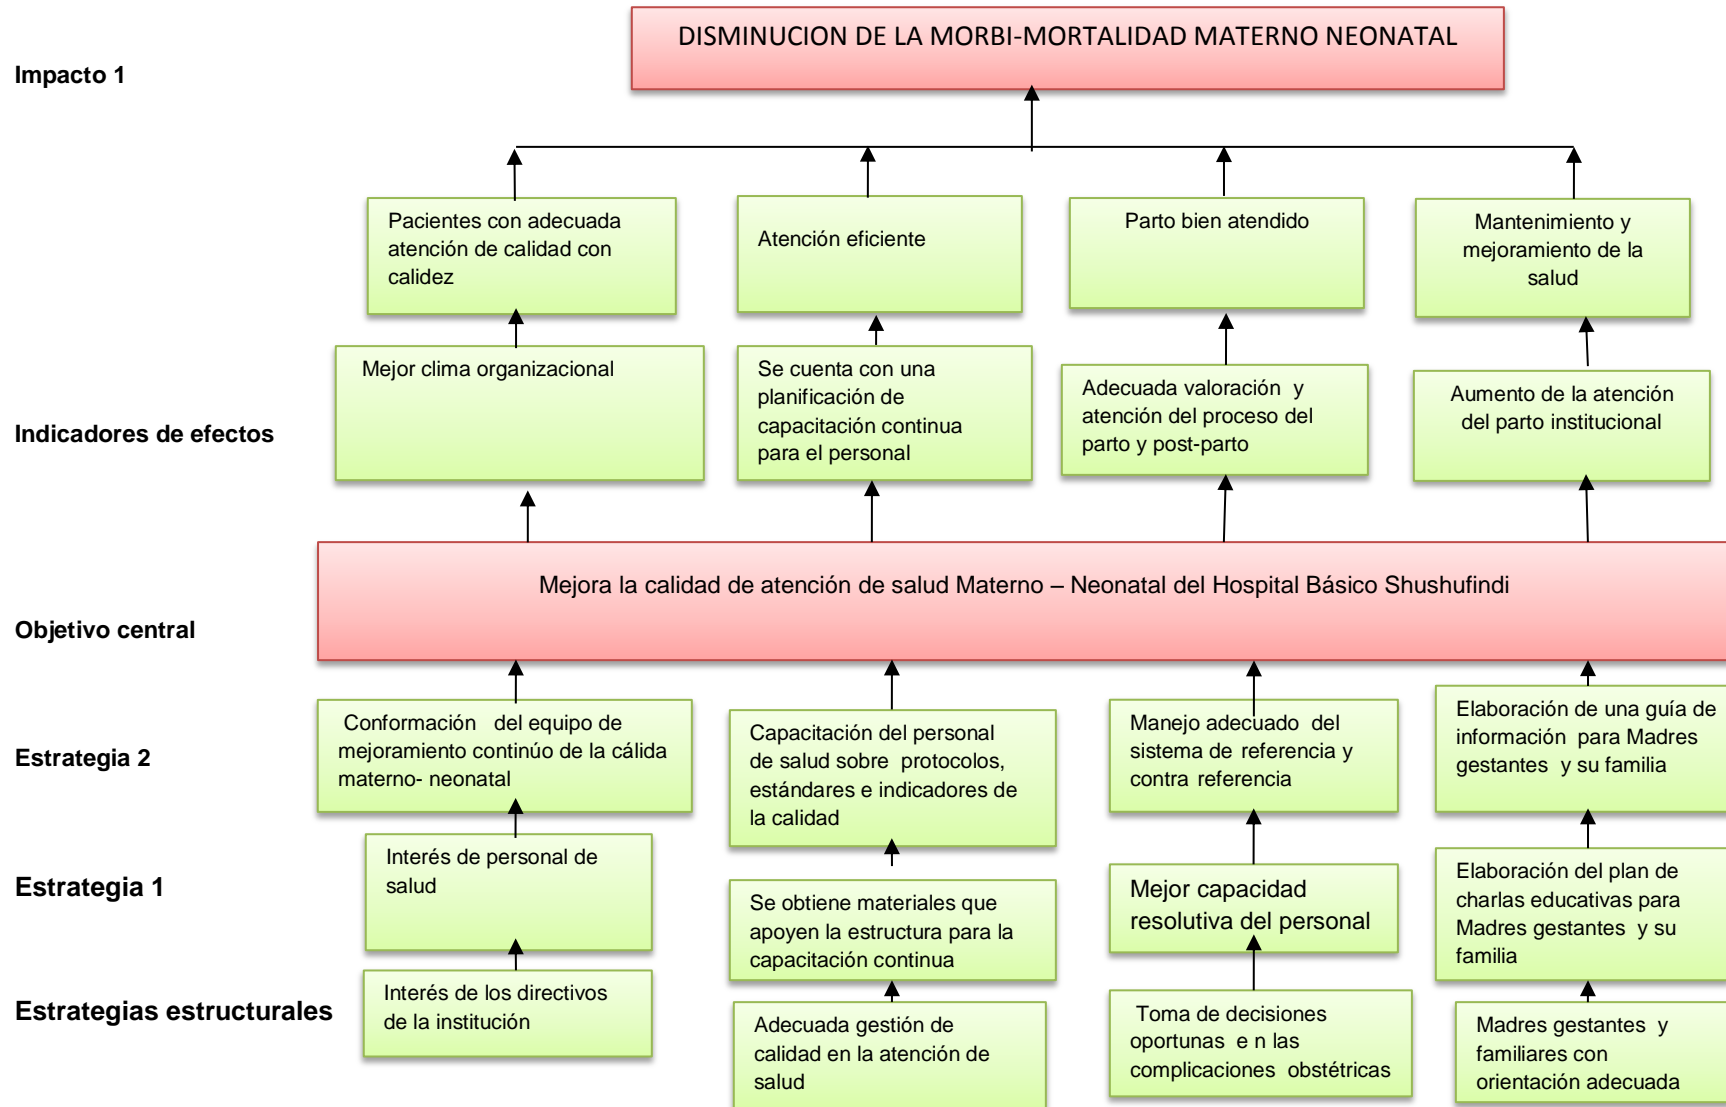 DISMINUCION DE LA MORBI-MORTALIDAD MATERNO NEONATAL
Impacto 1
Pacientes con adecuada
atención de calidad con
calidez
Atención eficiente
Parto bien atendido
Mantenimiento y
mejoramiento de la
salud
Indicadores de efectos
Mejor clima organizacional
Se cuenta con una
planificación de
capacitación continua
para el personal
Adecuada valoración y
atención del proceso del
parto y post-parto
Aumento de la atención
del parto institucional
Objetivo central
Mejora la calidad de atención de salud Materno – Neonatal del Hospital Básico Shushufindi
Estrategia 2
Conformación del equipo de
mejoramiento continúo de la cálida
materno- neonatal
Capacitación del personal
de salud sobre protocolos,
estándares e indicadores de
la calidad
Manejo adecuado del
sistema de referencia y
contra referencia
Elaboración de una guía de
información para Madres
gestantes y su familia
Estrategia 1
Interés de personal de
salud
Se obtiene materiales que
apoyen la estructura para la
capacitación continua
Mejor capacidad
resolutiva del personal
Elaboración del plan de
charlas educativas para
Madres gestantes y su
familia
Estrategias estructurales
Interés de los directivos
de la institución
Adecuada gestión de
calidad en la atención de
salud
Toma de decisiones
oportunas e n las
complicaciones obstétricas
Madres gestantes y
familiares con
orientación adecuada